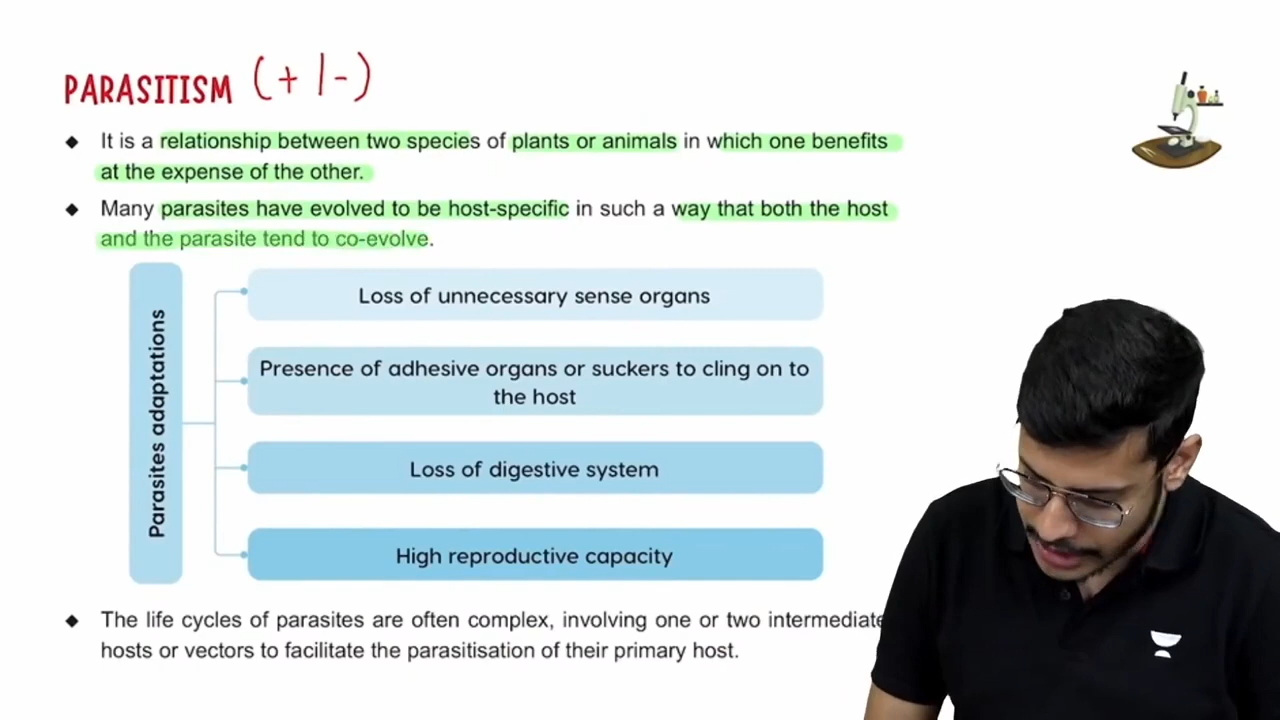 PARASITISM (+/-)
◆ It is a relationship between two species of plants or animals in which one benefits
at the expense of the other.
◆ Many parasites have evolved to be host-specific in such a way that both the host
and the parasite tend to co-evolve.
Parasites adaptations
Loss of unnecessary sense organs
Presence of adhesive organs or suckers to cling on to
the host
Loss of digestive system
High reproductive capacity
◆ The life cycles of parasites are often complex, involving one or two intermediate
hosts or vectors to facilitate the parasitisation of their primary host.